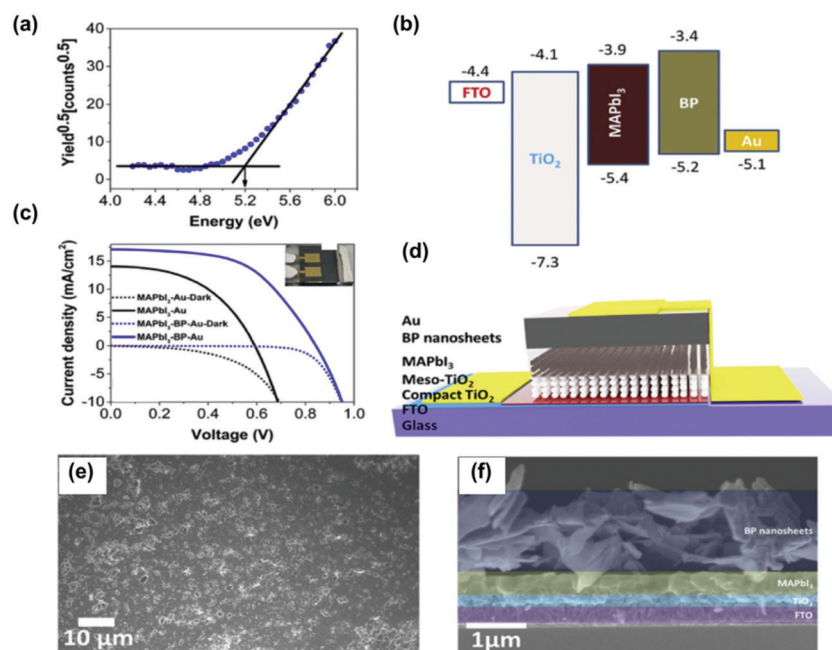 (a)
Yield^0.5[counts^0.5]
40
30
20
10
0
4.0 4.4 4.8 5.2 5.6 6.0
Energy (eV)
(b)
-4.4
FTO
-4.1
TiO₂
-7.3
-3.9
MAPbI₃
-5.4
-3.4
BP
-5.2
Au
-5.1
(c)
Current density (mA/cm²)
15
10
5
0
-5
-10
MAPbI₃-Au-Dark
MAPbI₃-Au
MAPbI₃-BP-Au-Dark
MAPbI₃-BP-Au
0.0 0.2 0.4 0.6 0.8 1.0
Voltage (V)
(d)
Au
BP nanosheets
MAPbI₃
Meso-TiO₂
Compact TiO₂
FTO
Glass
(e)
10 μm
(f)
BP nanosheets
MAPbI₃
TiO₂
FTO
1μm